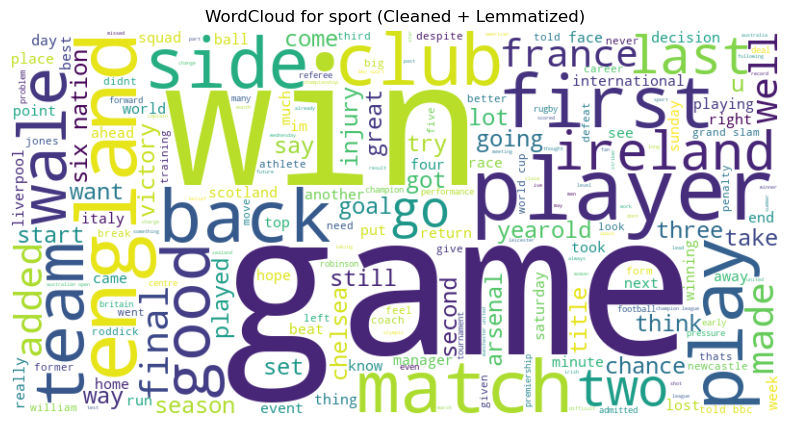 WordCloud for sport (Cleaned + Lemmatized)
day
squad
ball
come
third
despite
told
face
decision
last
place
best
side
club
france
big
never
career
well
point
didnt
many
win
much
injury
great
referee
international
u
first
wale
six nation
forward
world
im
lot
better
rugby
playing
right
sunday
jones
ahead
training
say
try
going
defeat
see
grand slam
liverpool
england
victory
athlete
four
race
ireland
want
scotland
got
world cup
penalty
back
another
goal
go
champion
performance
player
level
look
end
start
italy
move
top
need
put
return
yearold
three
take
break
something
give
took
added
team
came
centre
hope
robinson
still
second
form
next
away
winning
play
made
australian open
britain
final
good
played
left
feel
coach
chelsea
arsenal
saturday
title
football
champion league
early
pressure
went
roddick
beat
game
tournament
think
thats
former
set
know
manager
minute
chance
newcastle
really
way
home
season
run
event
thing
match
given
premiership
two
lost
week
william
admitted
told bbc